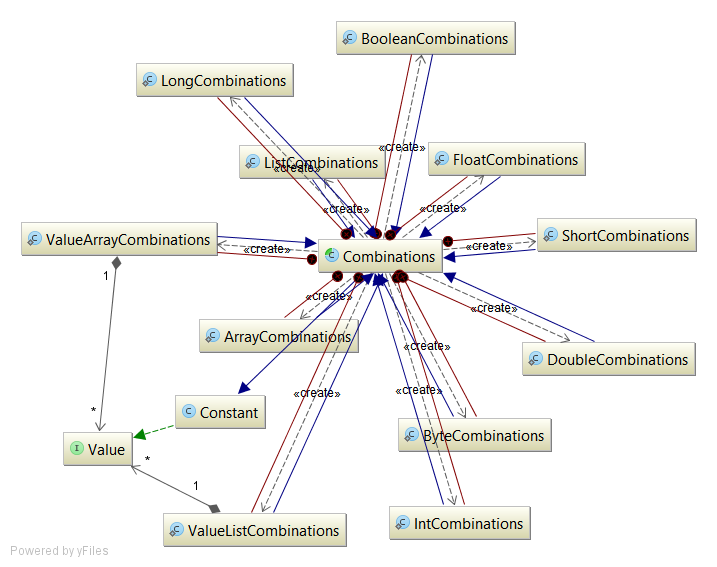 C BooleanCombinations
C LongCombinations
«create»
C ListCombinations
C FloatCombinations
«create»
«create»
«create»
C ValueArrayCombinations
C ShortCombinations
«create»
«create»
C Combinations
1
«create»
«create»
C ArrayCombinations
C DoubleCombinations
«create»
«create»
«create»
C Constant
*
C ByteCombinations
I Value
*
1
C ValueListCombinations
C IntCombinations
Powered by yFiles